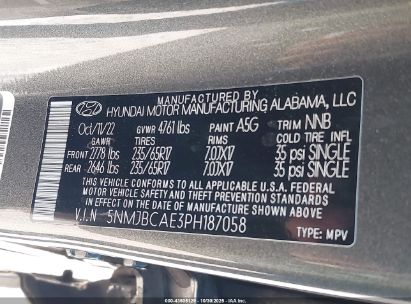 MANUFACTURED BY
HYUNDAI MOTOR MANUFACTURING ALABAMA, LLC
Oct/11/22 GVWR 4761 lbs PAINT A5G TRIM NNB
GAWR TIRES RIMS COLD TIRE INFL
FRONT 2778 lbs 235/65R17 7.0JX17 35 psi SINGLE
REAR 2646 lbs 235/65R17 7.0JX17 35 psi SINGLE
THIS VEHICLE CONFORMS TO ALL APPLICABLE U.S.A. FEDERAL
MOTOR VEHICLE SAFETY AND THEFT PREVENTION STANDARDS
IN EFFECT ON THE DATE OF MANUFACTURE SHOWN ABOVE.
V.I.N 5NMJBCAE3PH187058
TYPE: MPV